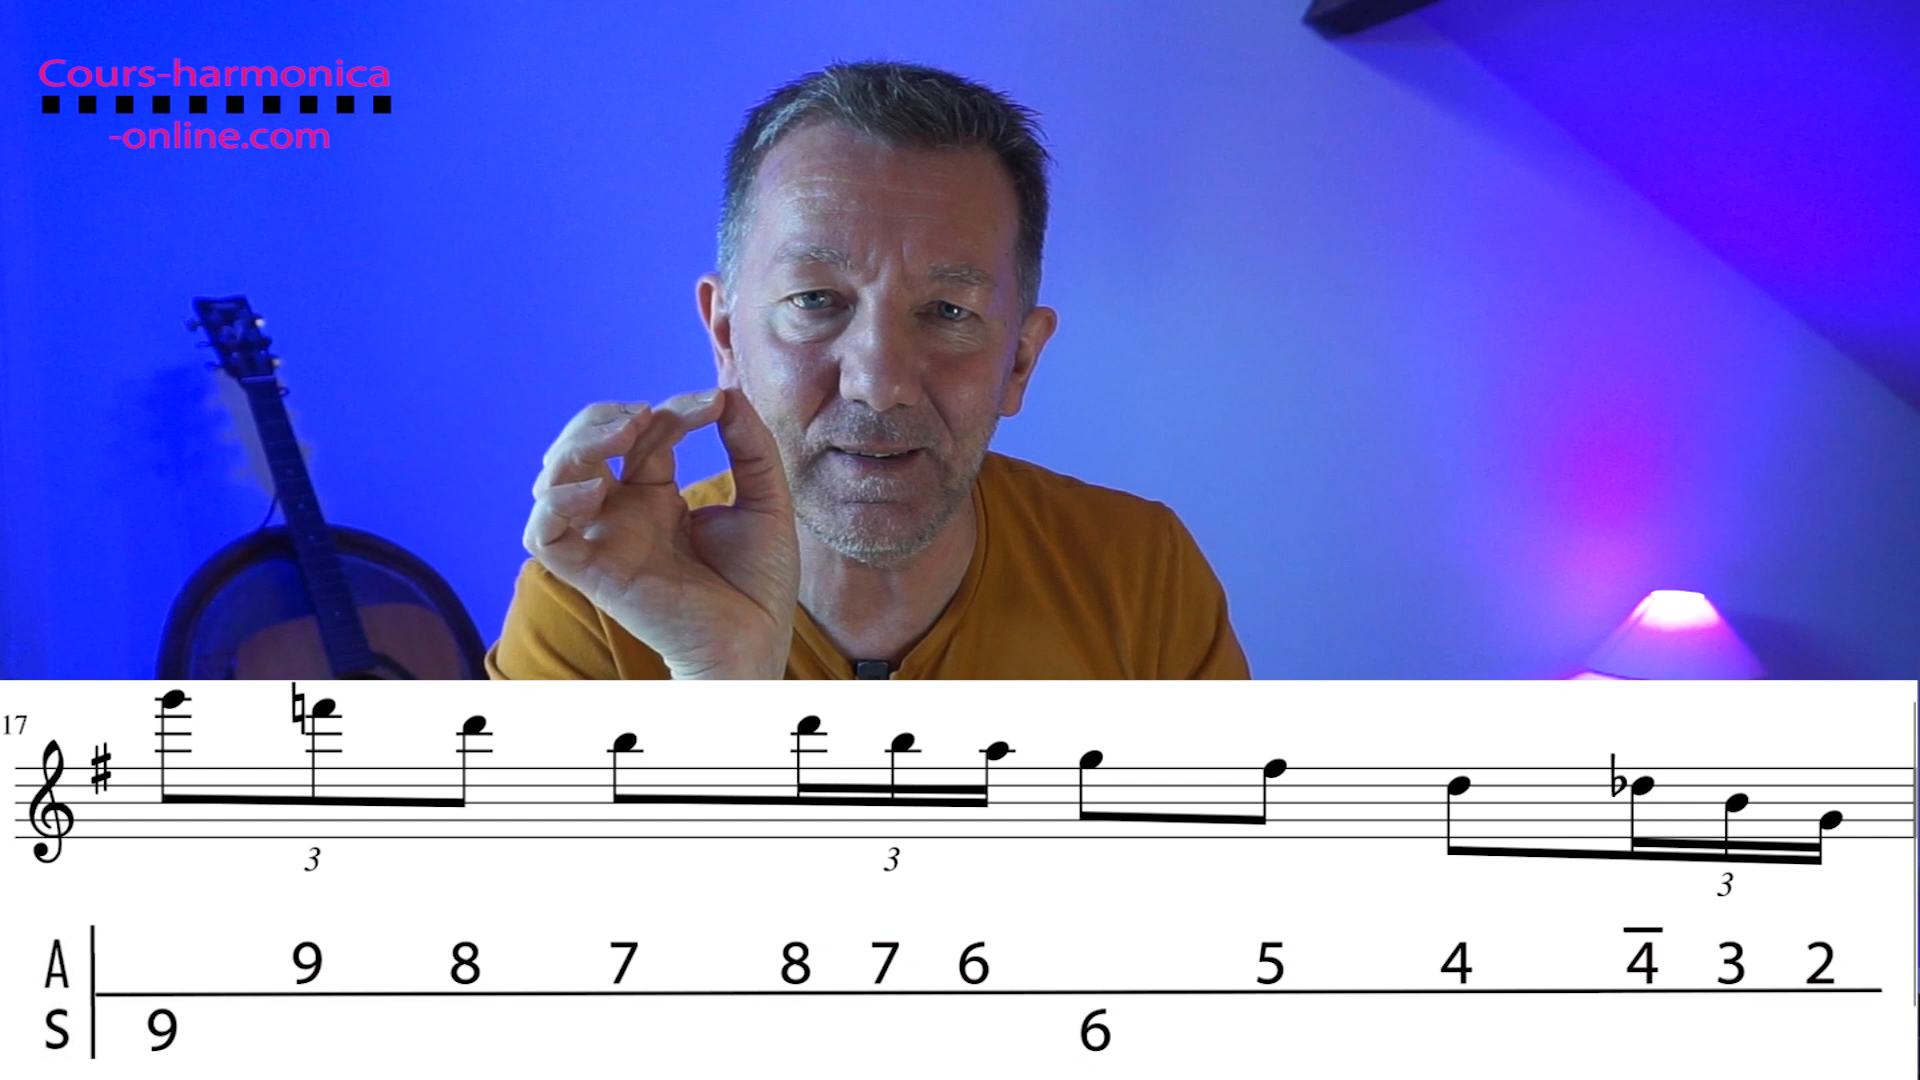 Cours-harmonica
-online.com
17
3 3 3
A 9 8 7 8 7 6 5 4 4 3 2
S 9 6